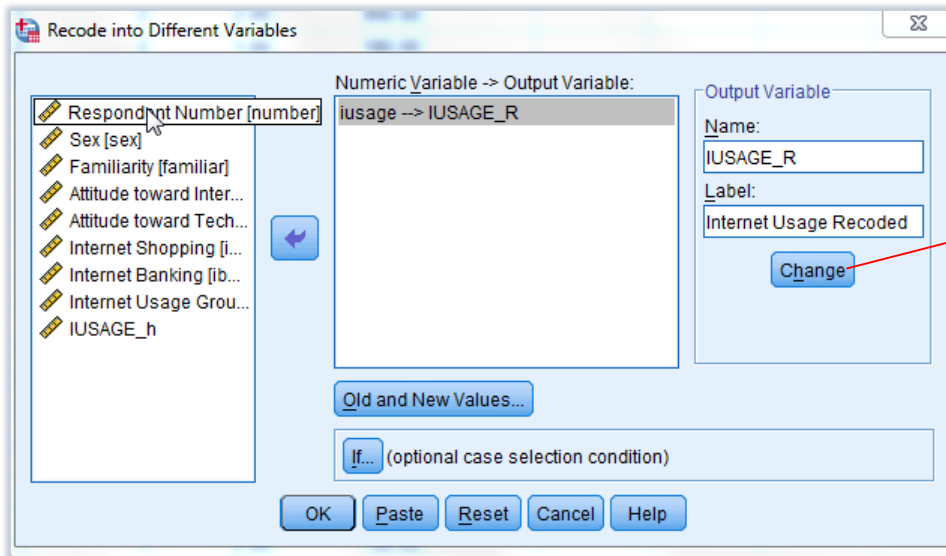 Recode into Different Variables
Respondent Number [number]
Sex [sex]
Familiarity [familiar]
Attitude toward Inter...
Attitude toward Tech...
Internet Shopping [i...
Internet Banking [ib...
Internet Usage Grou...
IUSAGE_h
Numeric Variable -> Output Variable:
iusage --> IUSAGE_R
Old and New Values...
If... (optional case selection condition)
Output Variable
Name:
IUSAGE_R
Label:
Internet Usage Recoded
Change
OK Paste Reset Cancel Help